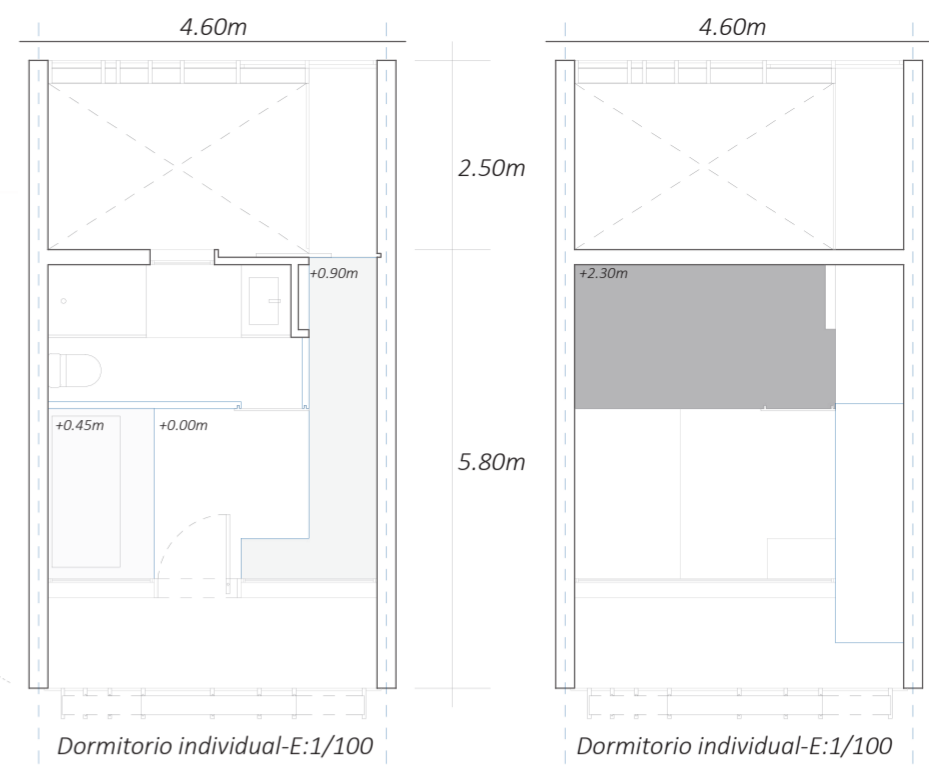 4.60m
4.60m
2.50m
+0.90m
+2.30m
+0.45m
+0.00m
5.80m
Dormitorio individual-E:1/100
Dormitorio individual-E:1/100